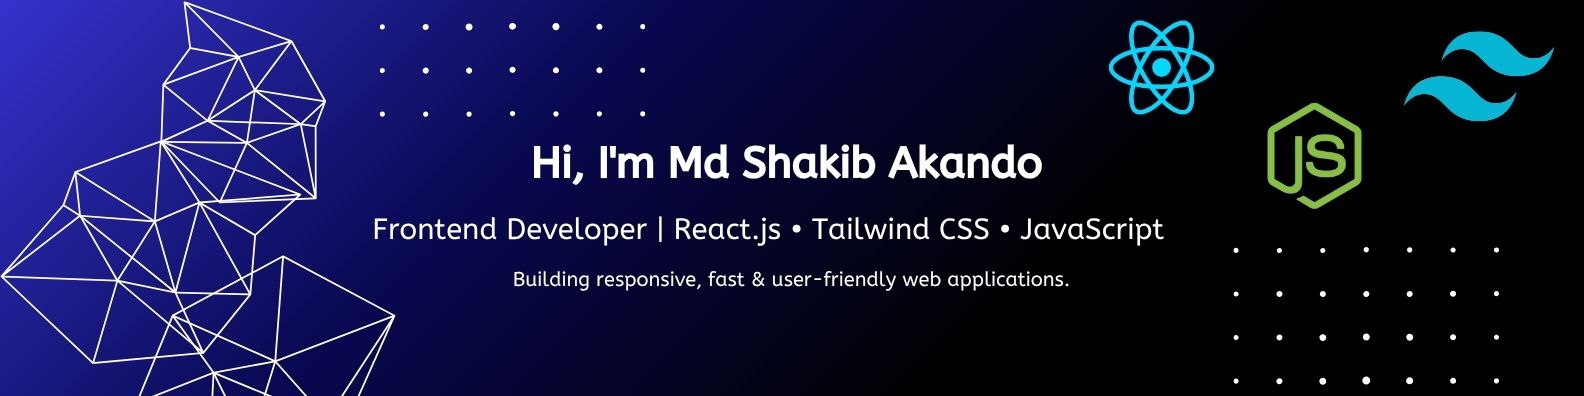 Hi, I'm Md Shakib Akando
JS
Frontend Developer | React.js • Tailwind CSS • JavaScript
Building responsive, fast & user-friendly web applications.